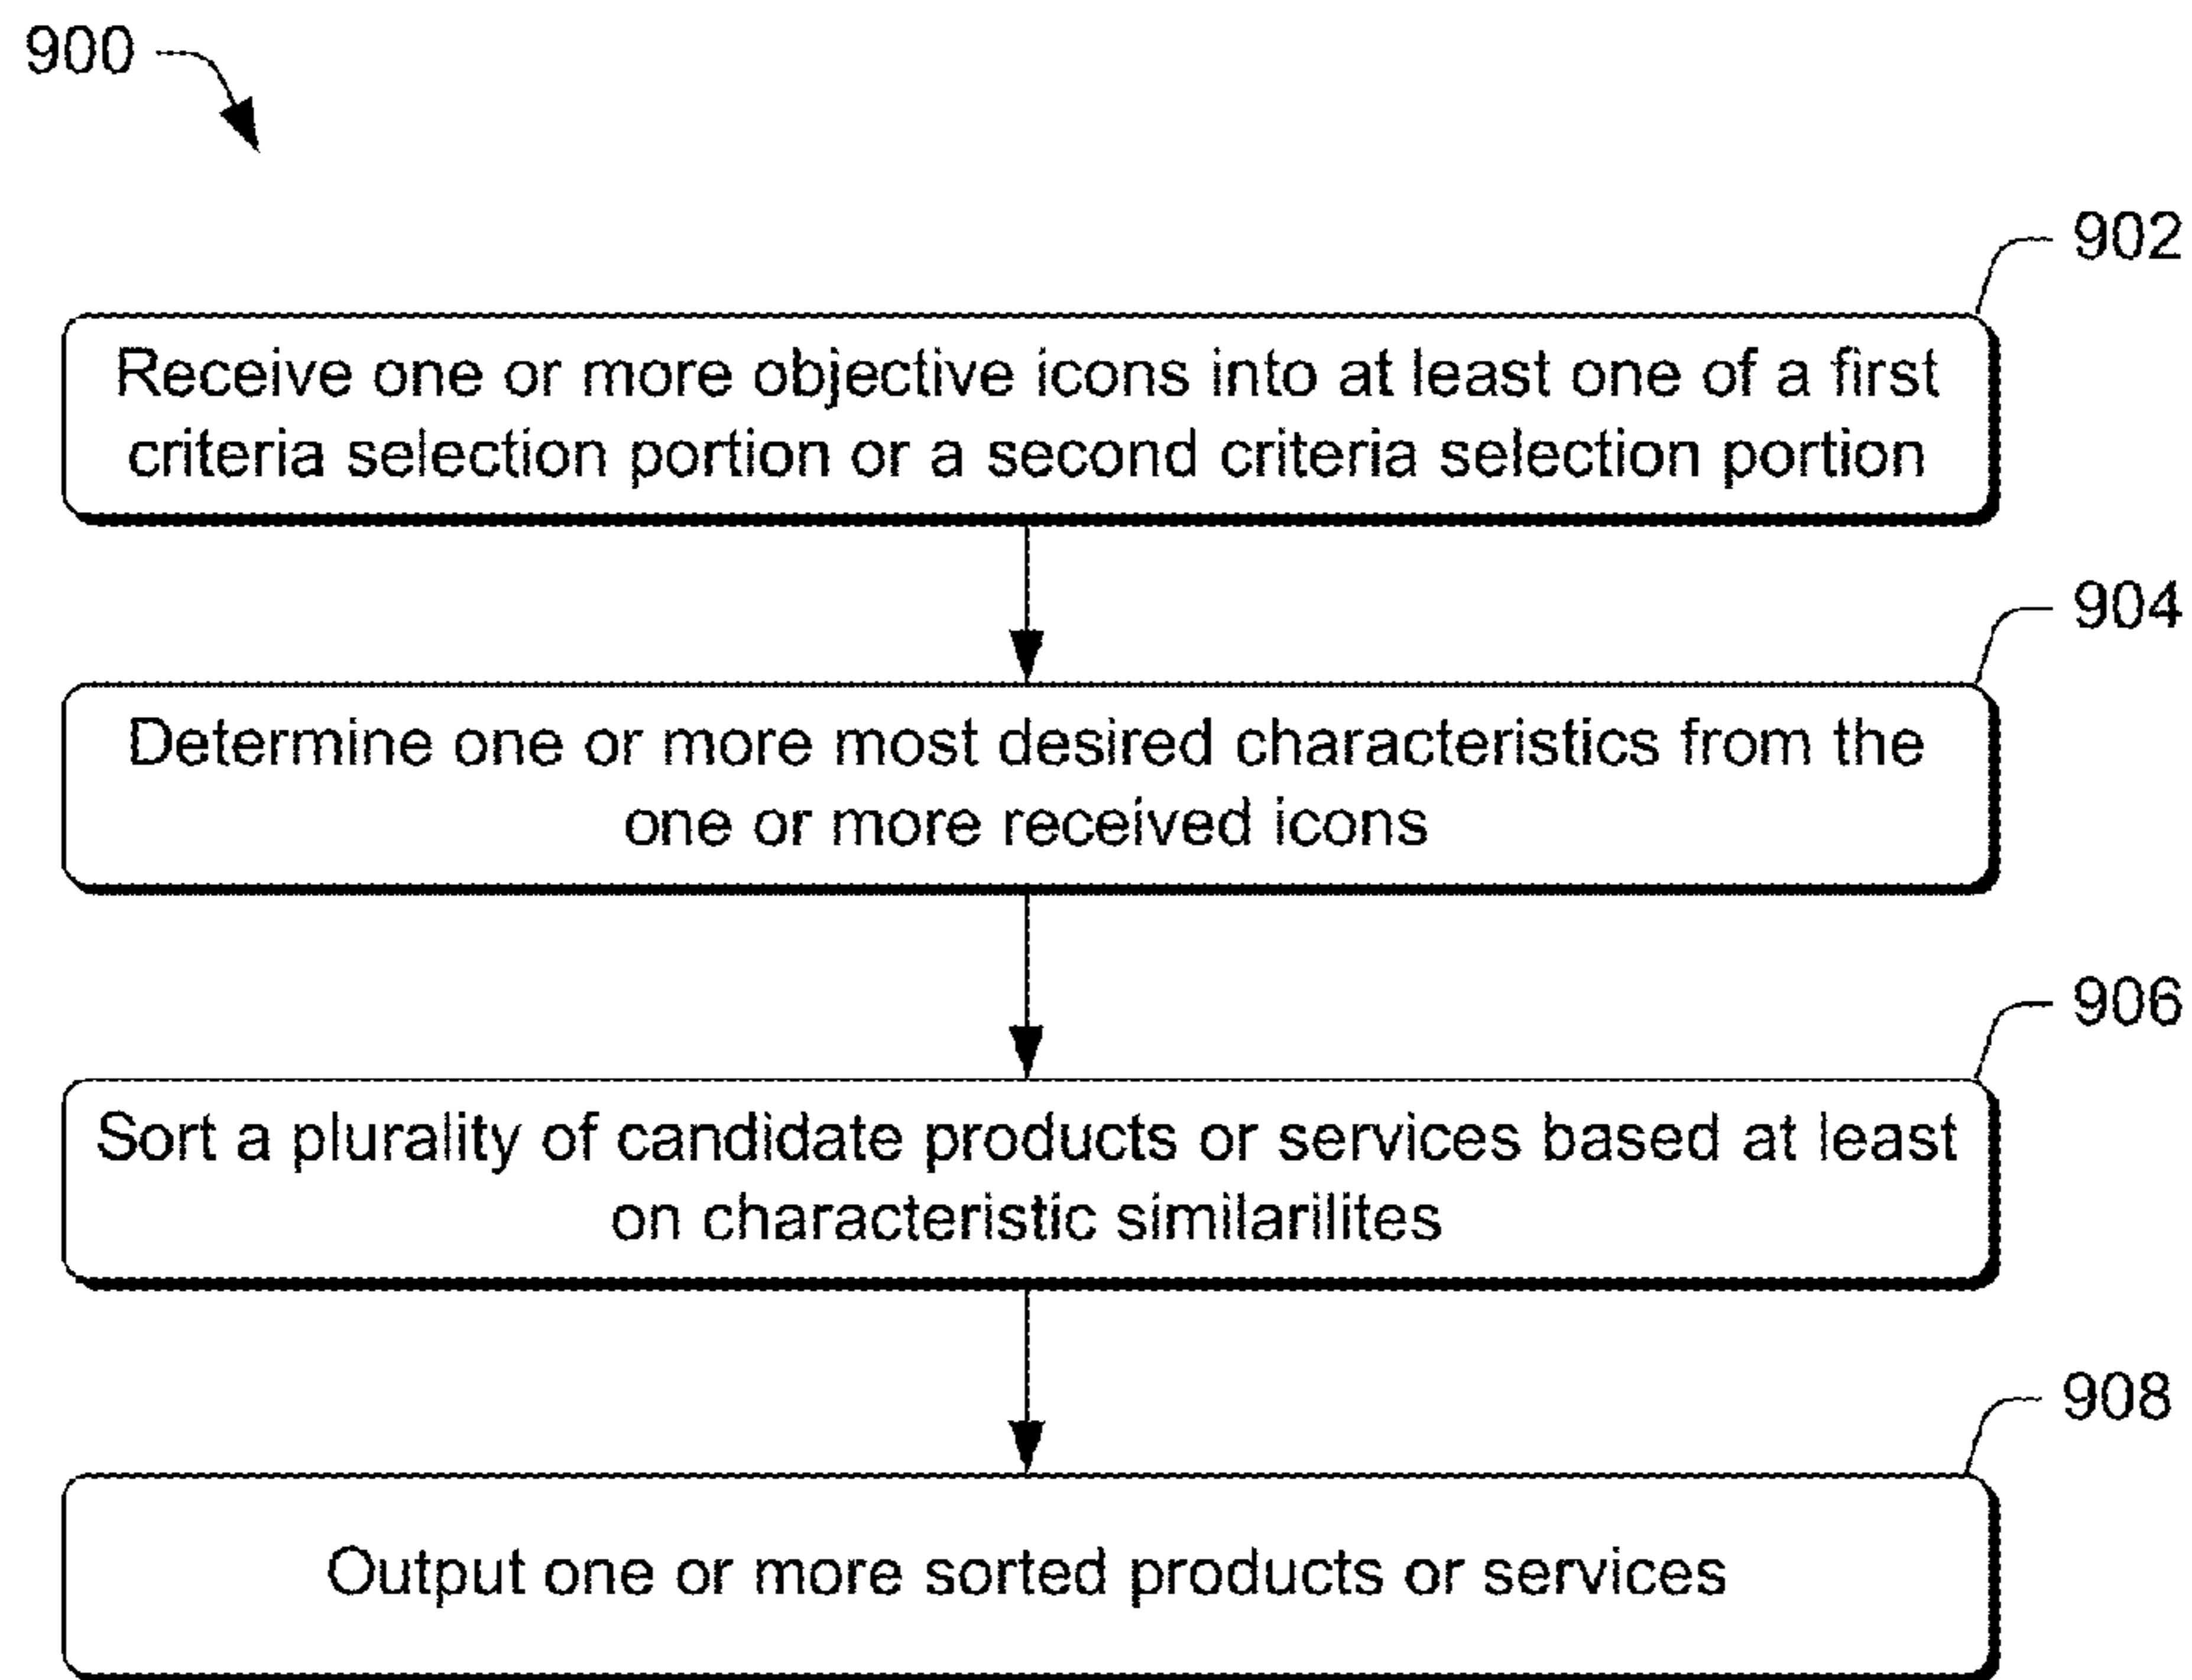 900
902
Receive one or more objective icons into at least one of a first
criteria selection portion or a second criteria selection portion
904
Determine one or more most desired characteristics from the
one or more received icons
906
Sort a plurality of candidate products or services based at least
on characteristic similarilites
908
Output one or more sorted products or services